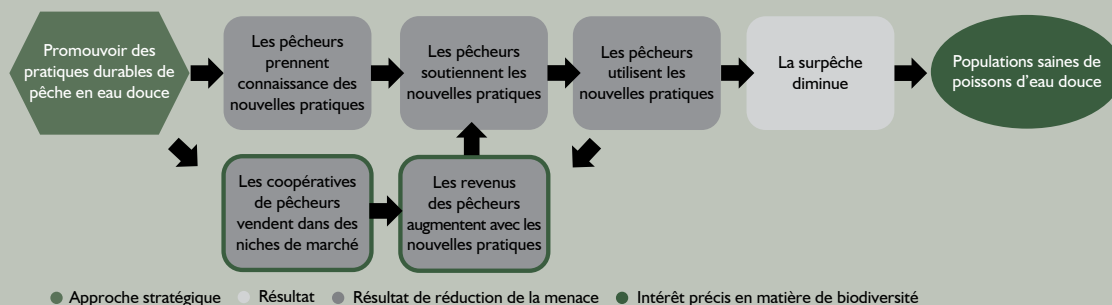 Promouvoir des
pratiques durables de
pêche en eau douce
Les pêcheurs
prennent
connaissance des
nouvelles pratiques
Les pêcheurs
soutiennent les
nouvelles pratiques
Les pêcheurs
utilisent les
nouvelles pratiques
La surpêche
diminue
Populations saines de
poissons d'eau douce
Les coopératives
de pêcheurs
vendent dans des
niches de marché
Les revenus
des pêcheurs
augmentent avec les
nouvelles pratiques
Approche stratégique Résultat Résultat de réduction de la menace Intérêt précis en matière de biodiversité